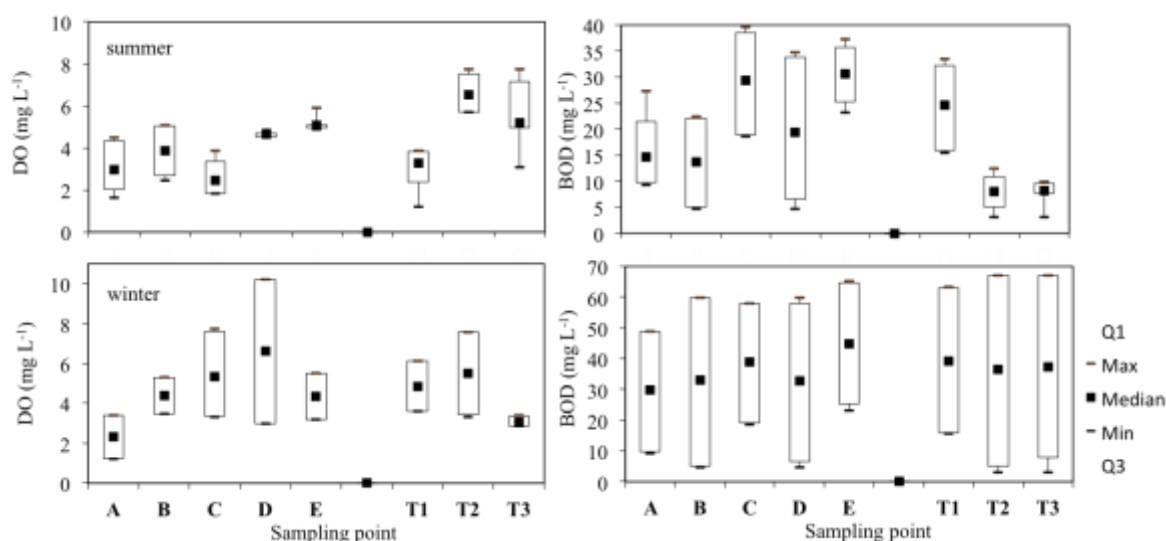 summer
DO (mg L⁻¹)
10
8
6
4
2
0
BOD (mg L⁻¹)
40
35
30
25
20
15
10
5
0
winter
DO (mg L⁻¹)
10
8
6
4
2
0
A B C D E T1 T2 T3
Sampling point
BOD (mg L⁻¹)
70
60
50
40
30
20
10
0
A B C D E T1 T2 T3
Sampling point
Q1
Max
Median
Min
Q3